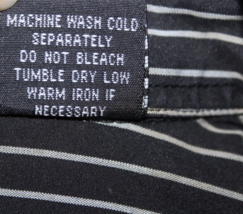 MACHINE WASH COLD
SEPARATELY
DO NOT BLEACH
TUMBLE DRY LOW
WARM IRON IF
NECESSARY